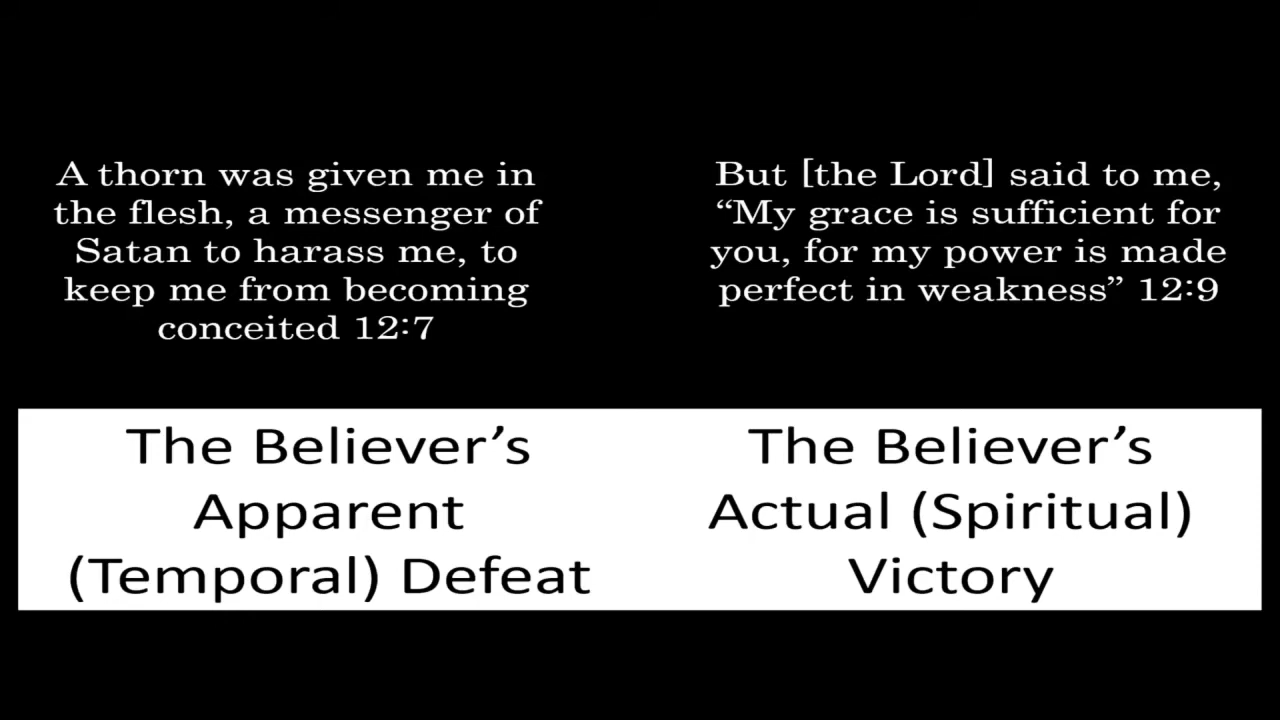 A thorn was given me in
the flesh, a messenger of
Satan to harass me, to
keep me from becoming
conceited 12:7
But [the Lord] said to me,
“My grace is sufficient for
you, for my power is made
perfect in weakness” 12:9
The Believer’s
Apparent
(Temporal) Defeat
The Believer’s
Actual (Spiritual)
Victory